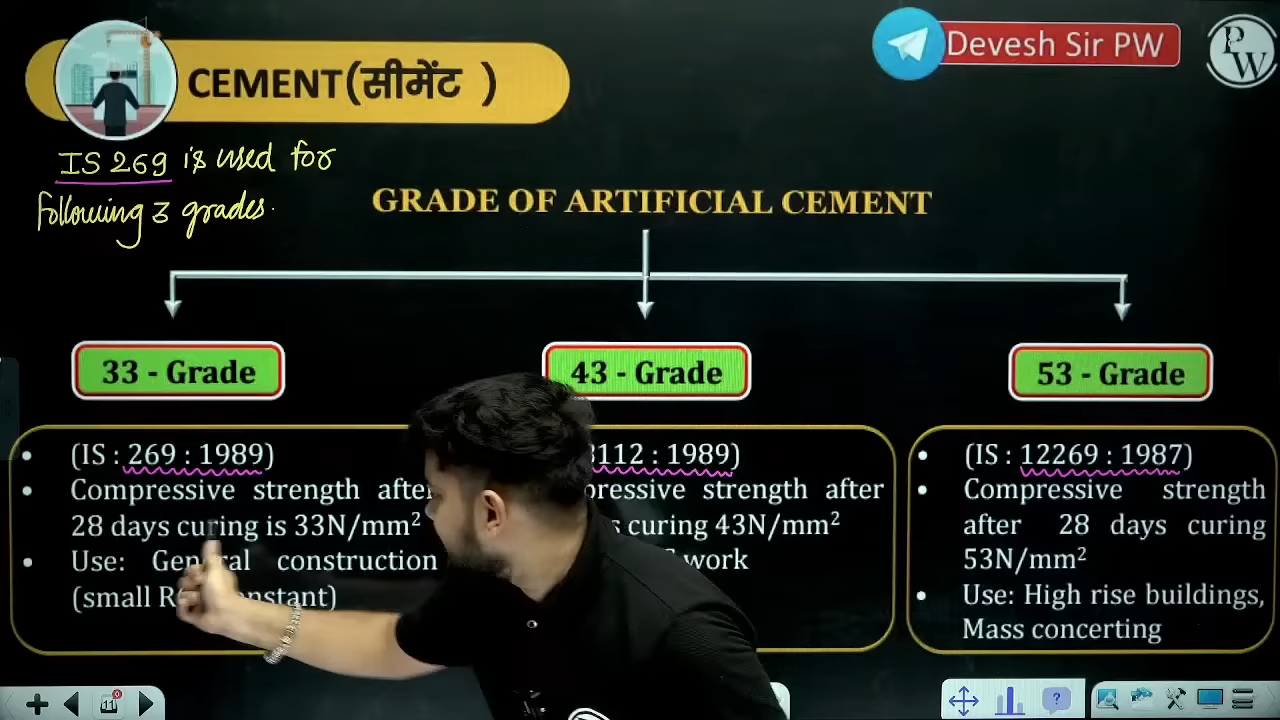 Devesh Sir PW
P
W
CEMENT(सीमेंट )
IS 269 is used for
following 3 grades.
GRADE OF ARTIFICIAL CEMENT
33 - Grade
43 - Grade
53 - Grade
(IS : 269 : 1989)
Compressive strength
28 days curing is 33N/mm²
Use: General construction
(small
112 : 1989)
strength after
curing 43N/mm²
work
(IS : 12269 : 1987)
Compressive strength
after 28 days curing
53N/mm²
Use: High rise buildings,
Mass concerting
11
0
?